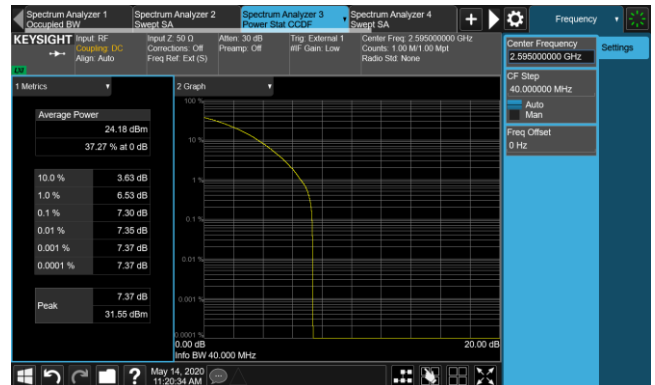 Spectrum Analyzer 1
Occupied BW
Spectrum Analyzer 2
Swept SA
Spectrum Analyzer 3
Power Stat CCDF
Spectrum Analyzer 4
Swept SA
Frequency
KEYSIGHT
Input: RF
Coupling: DC
Align: Auto
Input Z: 50 Ω
Corrections: Off
Freq Ref: Ext (S)
Atten: 30 dB
Preamp: Off
Trig: External 1
#IF Gain: Low
Center Freq: 2.595000000 GHz
Counts: 1.00 M/1.00 Mpt
Radio Std: None
Center Frequency
2.595000000 GHz
Settings
CF Step
40.000000 MHz
Auto
Man
Freq Offset
0 Hz
1 Metrics
2 Graph
Average Power
24.18 dBm
37.27 % at 0 dB
10.0 % 3.63 dB
1.0 % 6.53 dB
0.1 % 7.30 dB
0.01 % 7.35 dB
0.001 % 7.37 dB
0.0001 % 7.37 dB
Peak
7.37 dB
31.55 dBm
100 %
10 %
1 %
0.1 %
0.01 %
0.001 %
0.0001 %
0.00 dB
20.00 dB
Info BW 40.000 MHz
May 14, 2020
11:20:34 AM